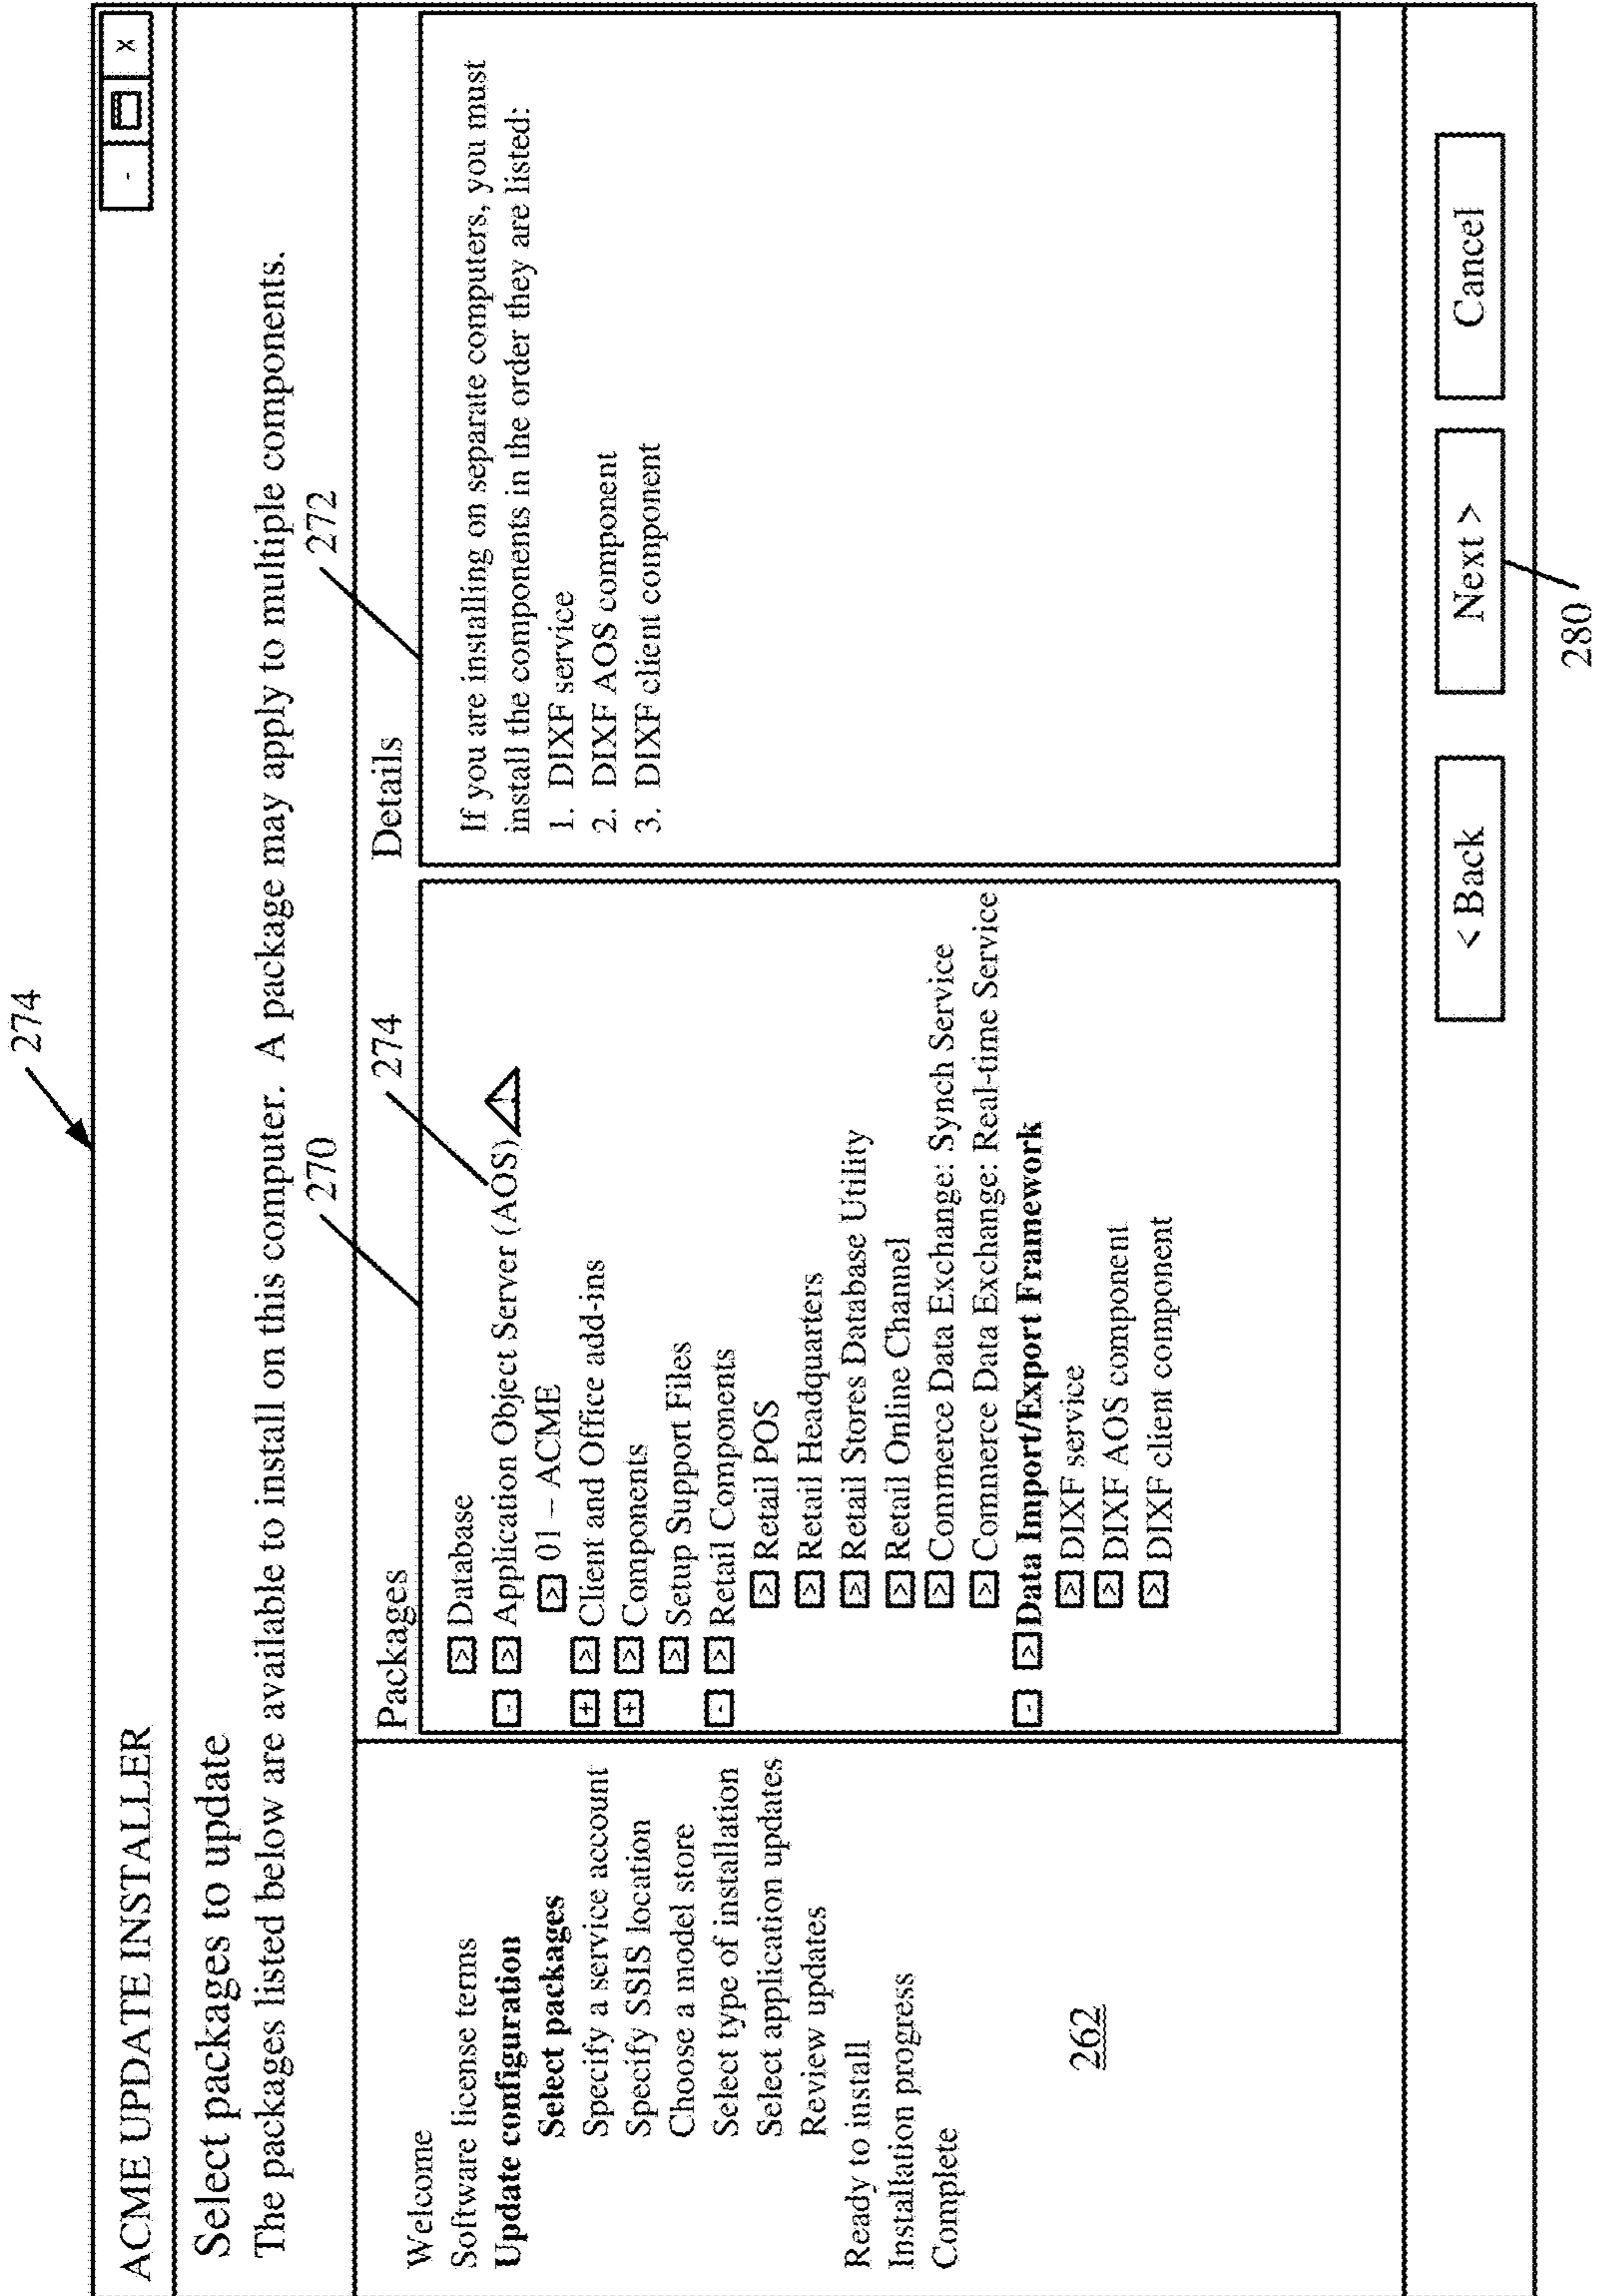 274
ACME UPDATE INSTALLER
- x
Select packages to update
The packages listed below are available to install on this computer. A package may apply to multiple components.
270
272
Welcome
Software license terms
Update configuration
Select packages
Specify a service account
Specify SSIS location
Choose a model store
Select type of installation
Select application updates
Review updates
Ready to install
Installation progress
Complete
262
Packages
274
> Database
- > Application Object Server (AOS) !
> 01 – ACME
+ > Client and Office add-ins
+ > Components
> Setup Support Files
- > Retail Components
> Retail POS
> Retail Headquarters
> Retail Stores Database Utility
> Retail Online Channel
> Commerce Data Exchange: Synch Service
> Commerce Data Exchange: Real-time Service
- > Data Import/Export Framework
> DIXF service
> DIXF AOS component
> DIXF client component
Details
If you are installing on separate computers, you must
install the components in the order they are listed:
1. DIXF service
2. DIXF AOS component
3. DIXF client component
< Back
Next >
Cancel
280